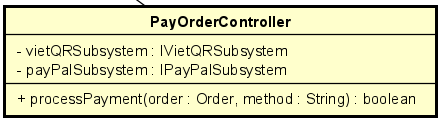 PayOrderController
- vietQRSubsystem : IVietQRSubsystem
- payPalSubsystem : IPayPalSubsystem
+ processPayment(order : Order, method : String) : boolean